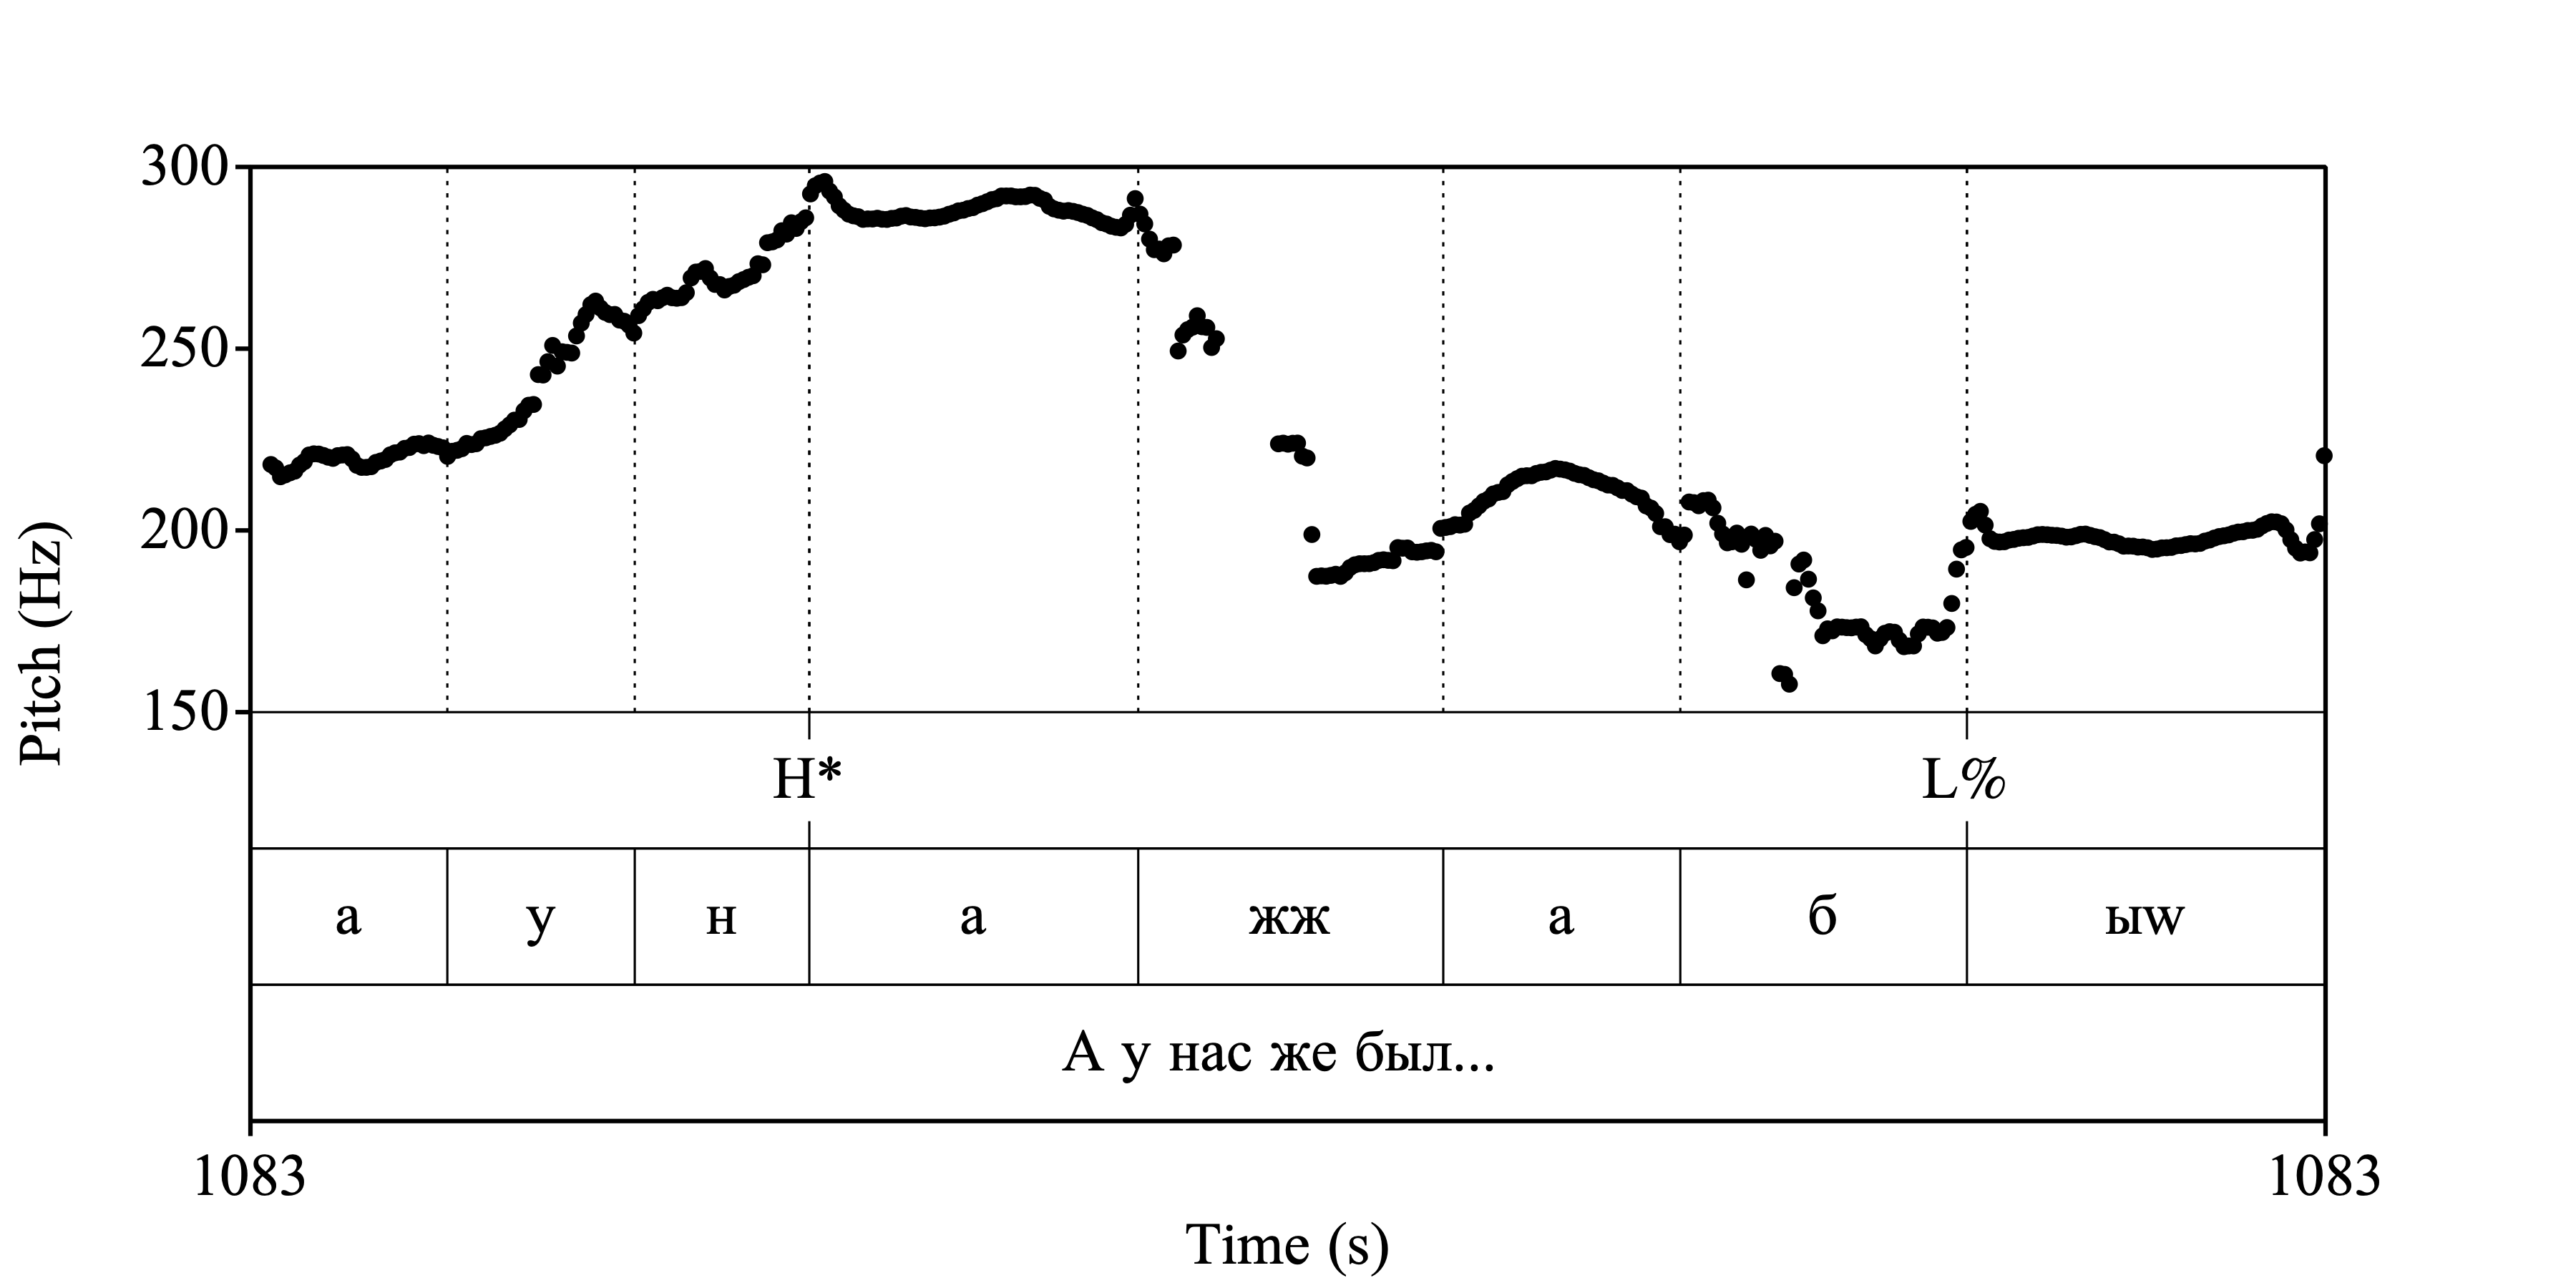 300
250
200
150
Pitch (Hz)
H* L%
а у н а жж а б ыw
А у нас же был...
1083 1083
Time (s)